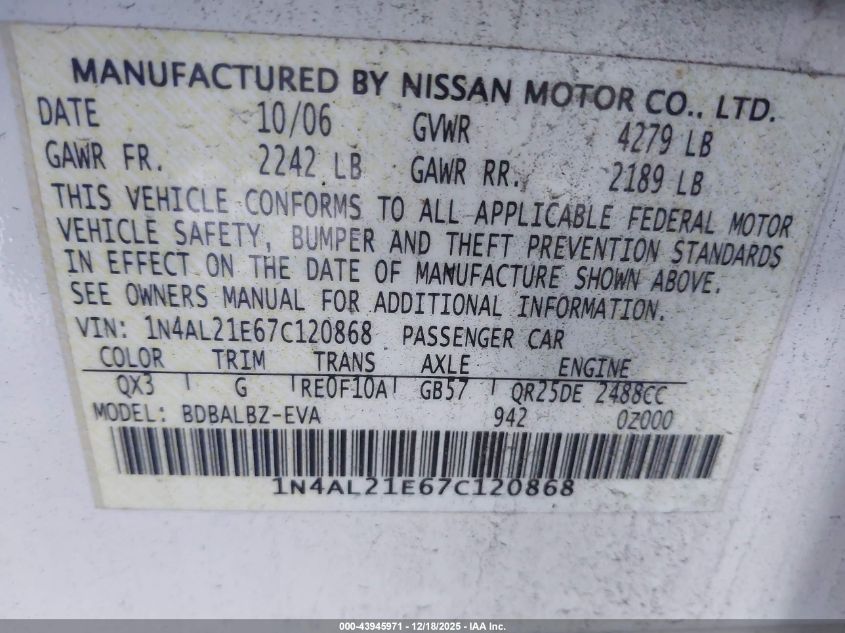 MANUFACTURED BY NISSAN MOTOR CO., LTD.
DATE 10/06 GVWR 4279 LB
GAWR FR. 2242 LB GAWR RR. 2189 LB
THIS VEHICLE CONFORMS TO ALL APPLICABLE FEDERAL MOTOR
VEHICLE SAFETY, BUMPER AND THEFT PREVENTION STANDARDS
IN EFFECT ON THE DATE OF MANUFACTURE SHOWN ABOVE.
SEE OWNERS MANUAL FOR ADDITIONAL INFORMATION.
VIN: 1N4AL21E67C120868 PASSENGER CAR
COLOR TRIM TRANS AXLE ENGINE
QX3 G RE0F10A GB57 QR25DE 2488CC
MODEL: BDBALBZ-EVA 942 0Z000
1N4AL21E67C120868
000-43945971 - 12/18/2025 - IAA Inc.